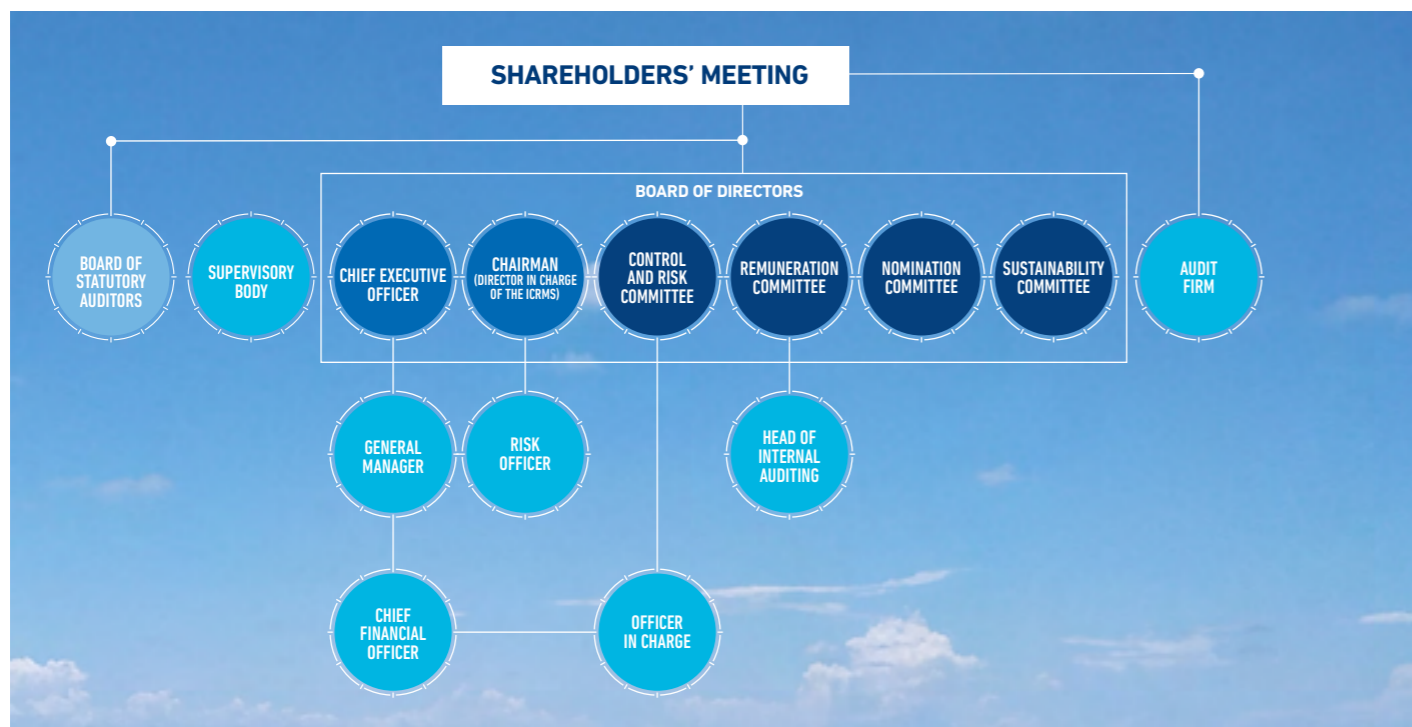 SHAREHOLDERS’ MEETING
BOARD OF DIRECTORS
BOARD OF
STATUTORY
AUDITORS
SUPERVISORY
BODY
CHIEF EXECUTIVE
OFFICER
CHAIRMAN
(DIRECTOR IN CHARGE
OF THE ICRMS)
CONTROL
AND RISK
COMMITTEE
REMUNERATION
COMMITTEE
NOMINATION
COMMITTEE
SUSTAINABILITY
COMMITTEE
AUDIT
FIRM
GENERAL
MANAGER
RISK
OFFICER
HEAD OF
INTERNAL
AUDITING
CHIEF
FINANCIAL
OFFICER
OFFICER
IN CHARGE